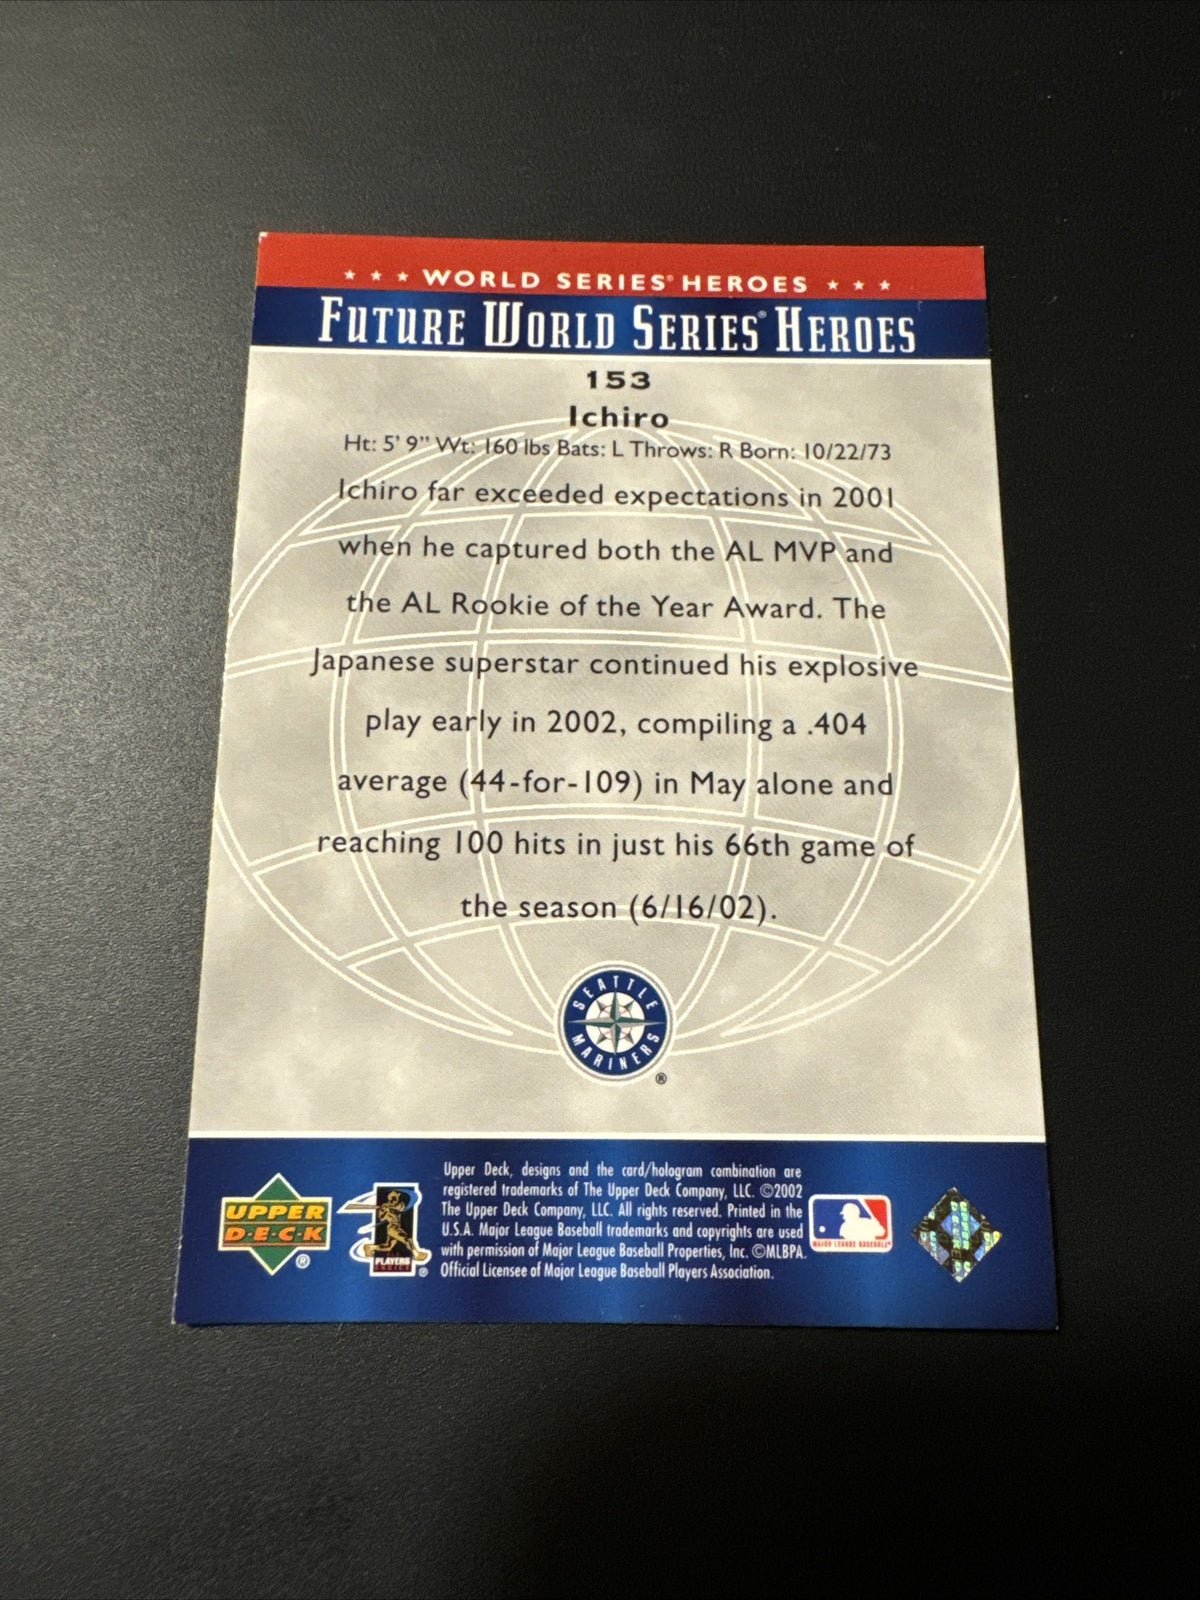 ★ ★ ★ WORLD SERIES® HEROES ★ ★ ★
FUTURE WORLD SERIES® HEROES
153
Ichiro
Ht: 5' 9" Wt: 160 lbs Bats: L Throws: R Born: 10/22/73
Ichiro far exceeded expectations in 2001
when he captured both the AL MVP and
the AL Rookie of the Year Award. The
Japanese superstar continued his explosive
play early in 2002, compiling a .404
average (44-for-109) in May alone and
reaching 100 hits in just his 66th game of
the season (6/16/02).
SEATTLE
MARINERS
®
Upper Deck, designs and the card/hologram combination are
registered trademarks of The Upper Deck Company, LLC. ©2002
The Upper Deck Company, LLC. All rights reserved. Printed in the
U.S.A. Major League Baseball trademarks and copyrights are used
with permission of Major League Baseball Properties, Inc. ©MLBPA.
Official Licensee of Major League Baseball Players Association.
UPPER
DECK
®
PLAYERS
CHOICE
®
MAJOR LEAGUE BASEBALL